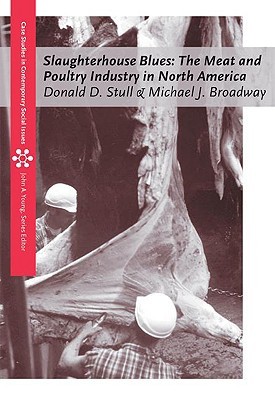 Case Studies in Contemporary Social Issues
John A. Young, Series Editor
Slaughterhouse Blues: The Meat and
Poultry Industry in North America
Donald D. Stull & Michael J. Broadway